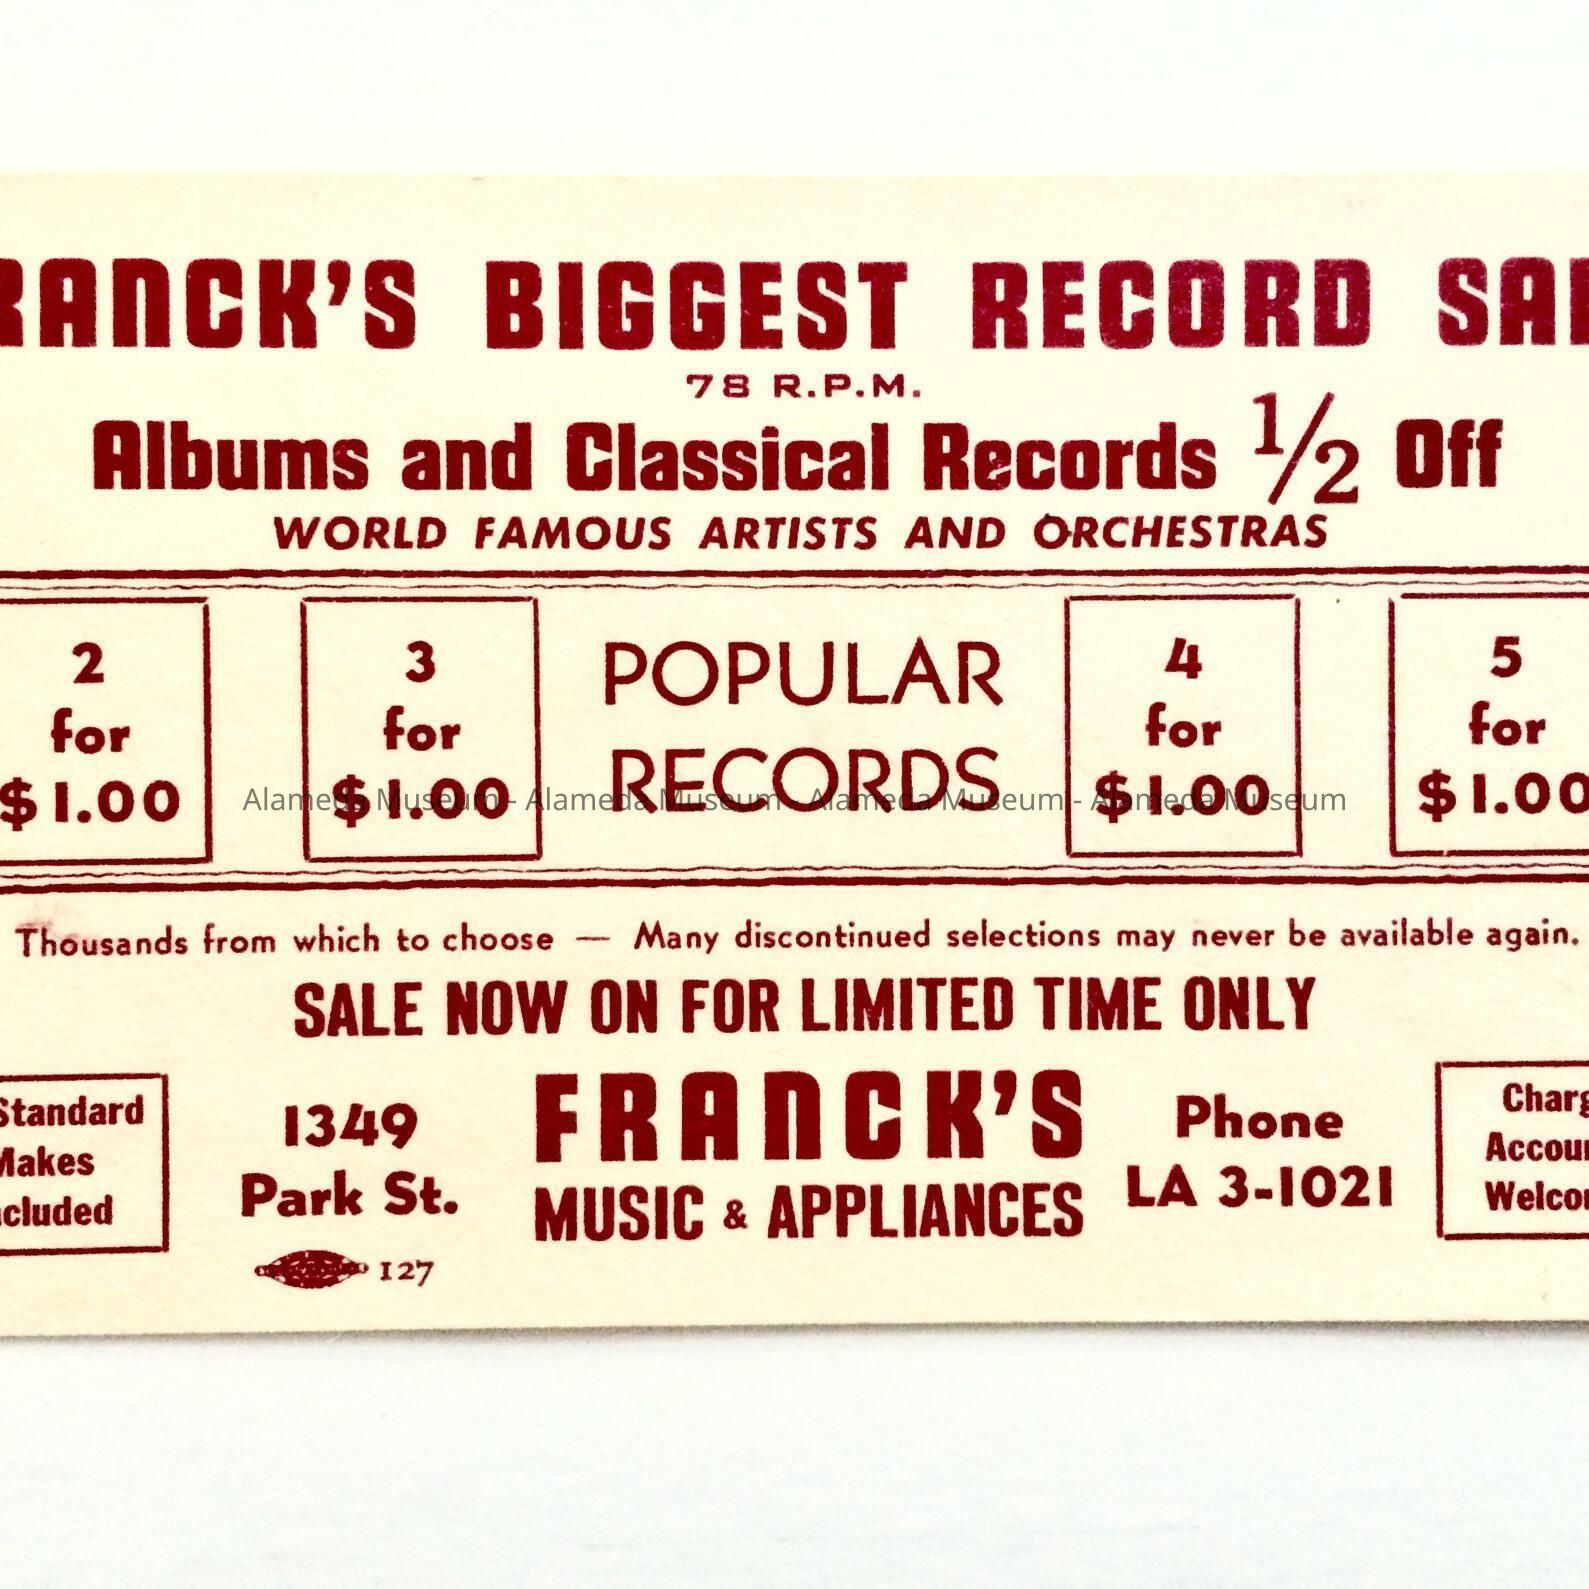 RANCK'S BIGGEST RECORD SAL
78 R.P.M.
Albums and Classical Records 1/2 Off
WORLD FAMOUS ARTISTS AND ORCHESTRAS
2 for $1.00
3 for $1.00
POPULAR RECORDS
4 for $1.00
5 for $1.00
Alameda Museum - Alameda Museum - Alameda Museum - Alameda Museum
Thousands from which to choose — Many discontinued selections may never be available again.
SALE NOW ON FOR LIMITED TIME ONLY
Standard
Makes
cluded
1349
Park St.
127
FRANCK'S
MUSIC & APPLIANCES
Phone
LA 3-1021
Charg
Accoun
Welcom